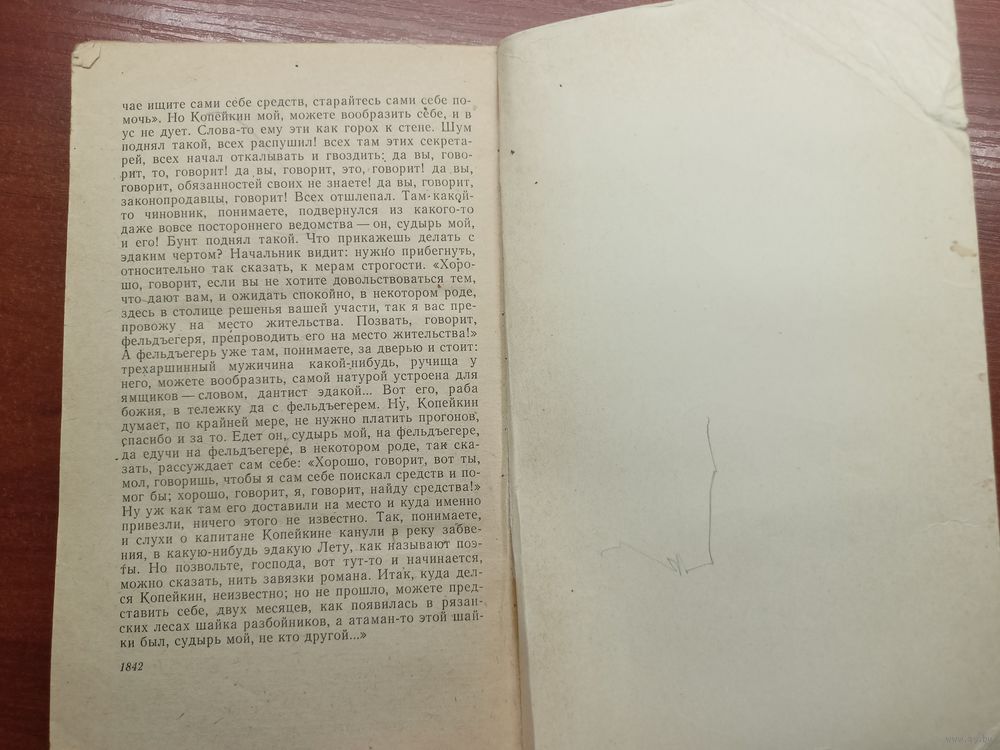 чае ищите сами себе средств, старайтесь сами себе по-
мочь». Но Копейкин мой, можете вообразить себе, и в
ус не дует. Слова-то ему эти как горох к стене. Шум
поднял такой, всех распушил! всех там этих секрета-
рей, всех начал откалывать и гвоздить: да вы, гово-
рит, то, говорит! да вы, говорит, это, говорит! да вы,
говорит, обязанностей своих не знаете! да вы, говорит,
законопродавцы, говорит! Всех отшлепал. Там какой-
то чиновник, понимаете, подвернулся из какого-то
даже вовсе постороннего ведомства — он, судырь мой,
и его! Бунт поднял такой. Что прикажешь делать с
эдаким чертом? Начальник видит: нужно прибегнуть,
относительно так сказать, к мерам строгости. «Хоро-
шо, говорит, если вы не хотите довольствоваться тем,
что дают вам, и ожидать спокойно, в некотором роде,
здесь в столице решенья вашей участи, так я вас пре-
провожу на место жительства. Позвать, говорит,
фельдъегеря, препроводить его на место жительства!»
А фельдъегерь уже там, понимаете, за дверью и стоит:
трехаршинный мужичина какой-нибудь, ручища у
него, можете вообразить, самой натурой устроена для
ямщиков — словом, дантист эдакой... Вот его, раба
божия, в тележку да с фельдъегерем. Ну, Копейкин
думает, по крайней мере, не нужно платить прогонов,
спасибо и за то. Едет он, судырь мой, на фельдъегере,
да едучи на фельдъегере, в некотором роде, так ска-
зать, рассуждает сам себе: «Хорошо, говорит, вот ты,
мол, говоришь, чтобы я сам себе поискал средств и по-
мог бы; хорошо, говорит, я, говорит, найду средства!»
Ну уж как там его доставили на место и куда именно
привезли, ничего этого не известно. Так, понимаете,
и слухи о капитане Копейкине канули в реку забве-
ния, в какую-нибудь эдакую Лету, как называют поэ-
ты. Но позвольте, господа, вот тут-то и начинается,
можно сказать, нить завязки романа. Итак, куда дел-
ся Копейкин, неизвестно; но не прошло, можете пред-
ставить себе, двух месяцев, как появилась в рязан-
ских лесах шайка разбойников, а атаман-то этой шай-
ки был, судырь мой, не кто другой...»
1842